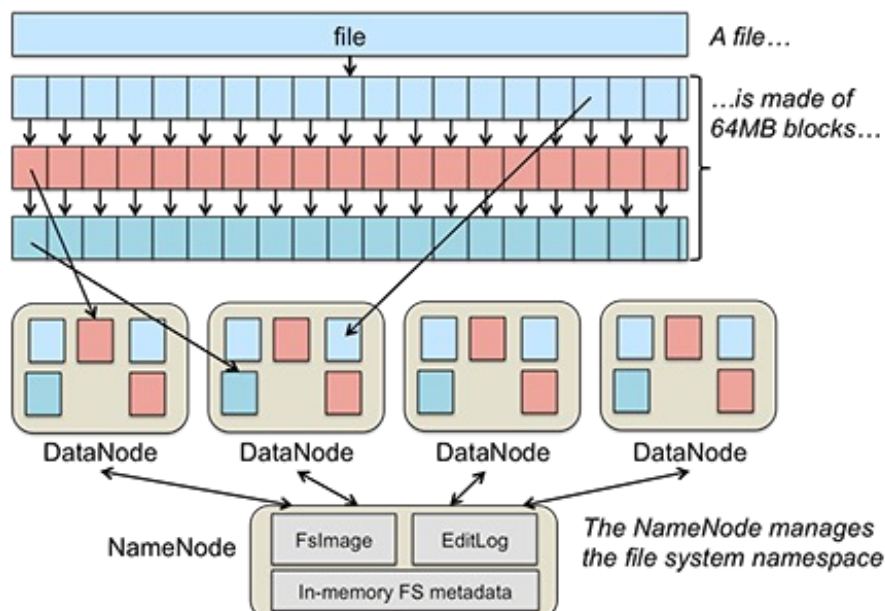 file
A file…
…is made of
64MB blocks…
DataNode
DataNode
DataNode
DataNode
NameNode
FsImage
EditLog
In-memory FS metadata
The NameNode manages
the file system namespace